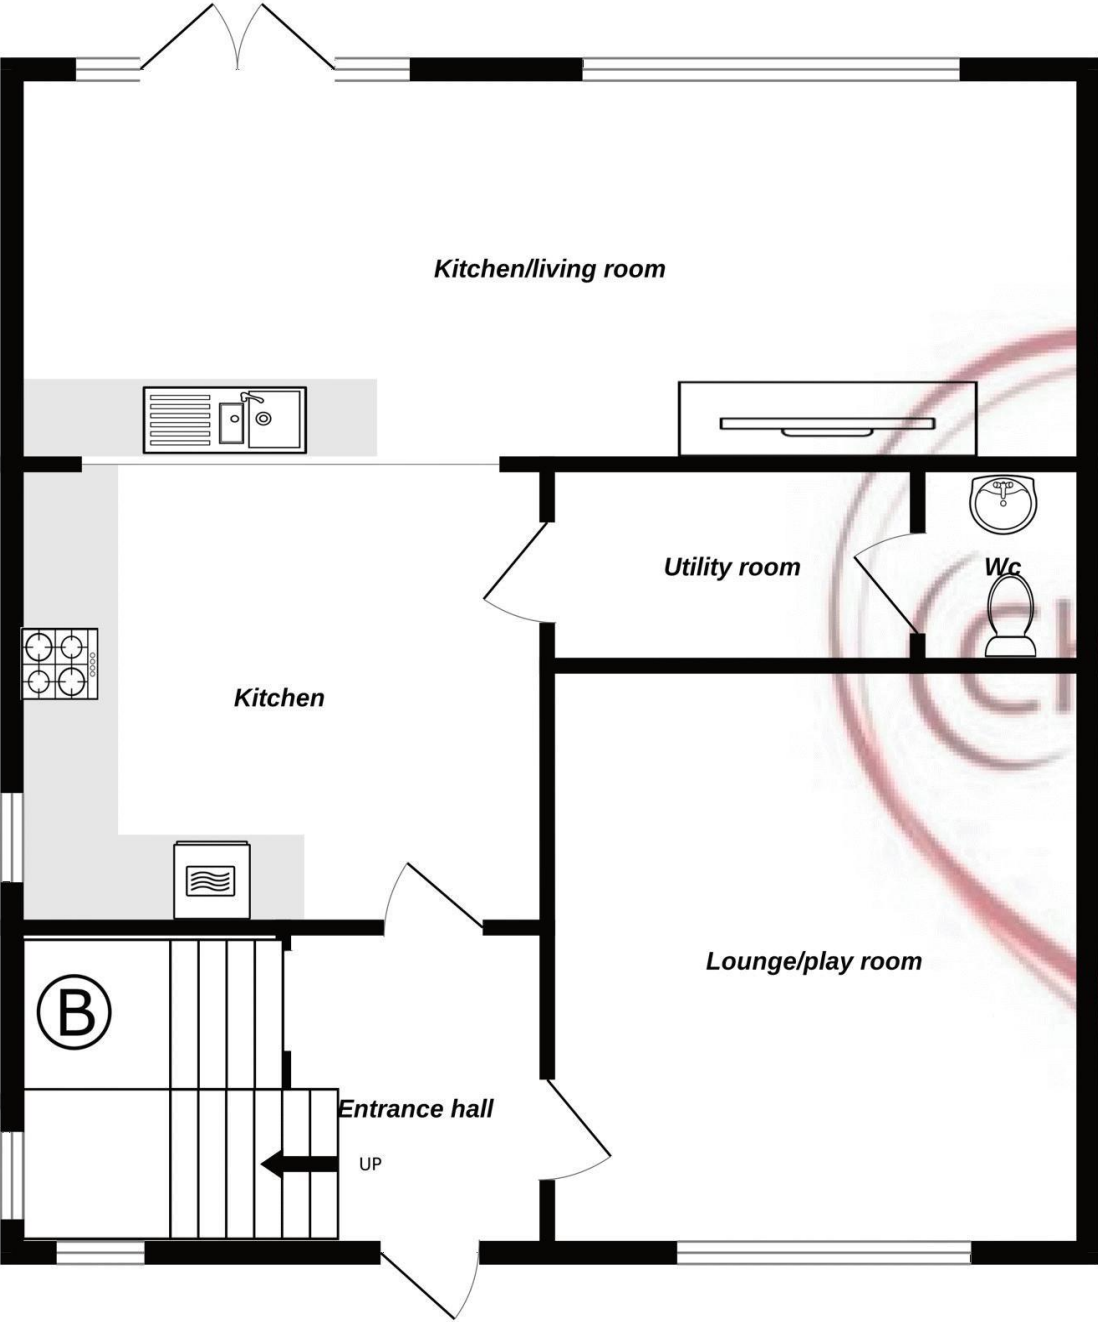 Kitchen/living room
Utility room
Wc
Kitchen
B
Lounge/play room
Entrance hall
UP